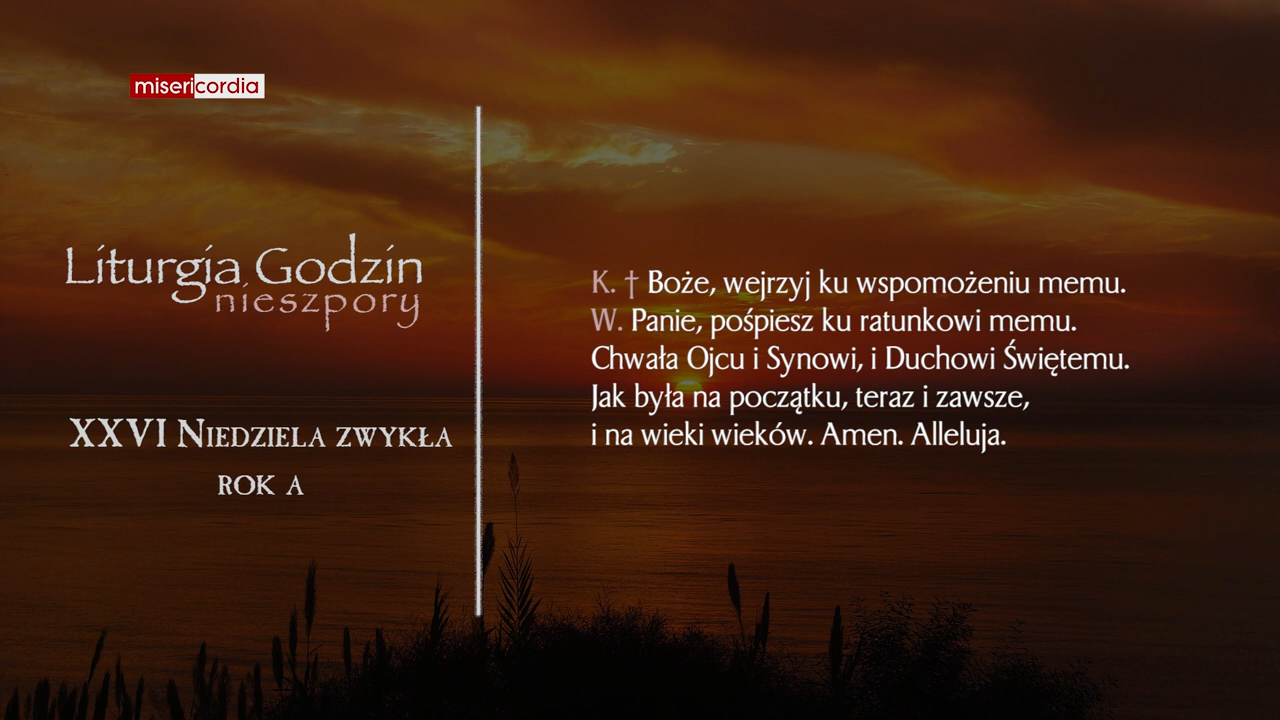 misericordia
Liturgia Godzin
nieszpory
XXVI Niedziela zwykła
rok a
K. † Boże, wejrzyj ku wspomożeniu memu.
W. Panie, pośpiesz ku ratunkowi memu.
Chwała Ojcu i Synowi, i Duchowi Świętemu.
Jak była na początku, teraz i zawsze,
i na wieki wieków. Amen. Alleluja.